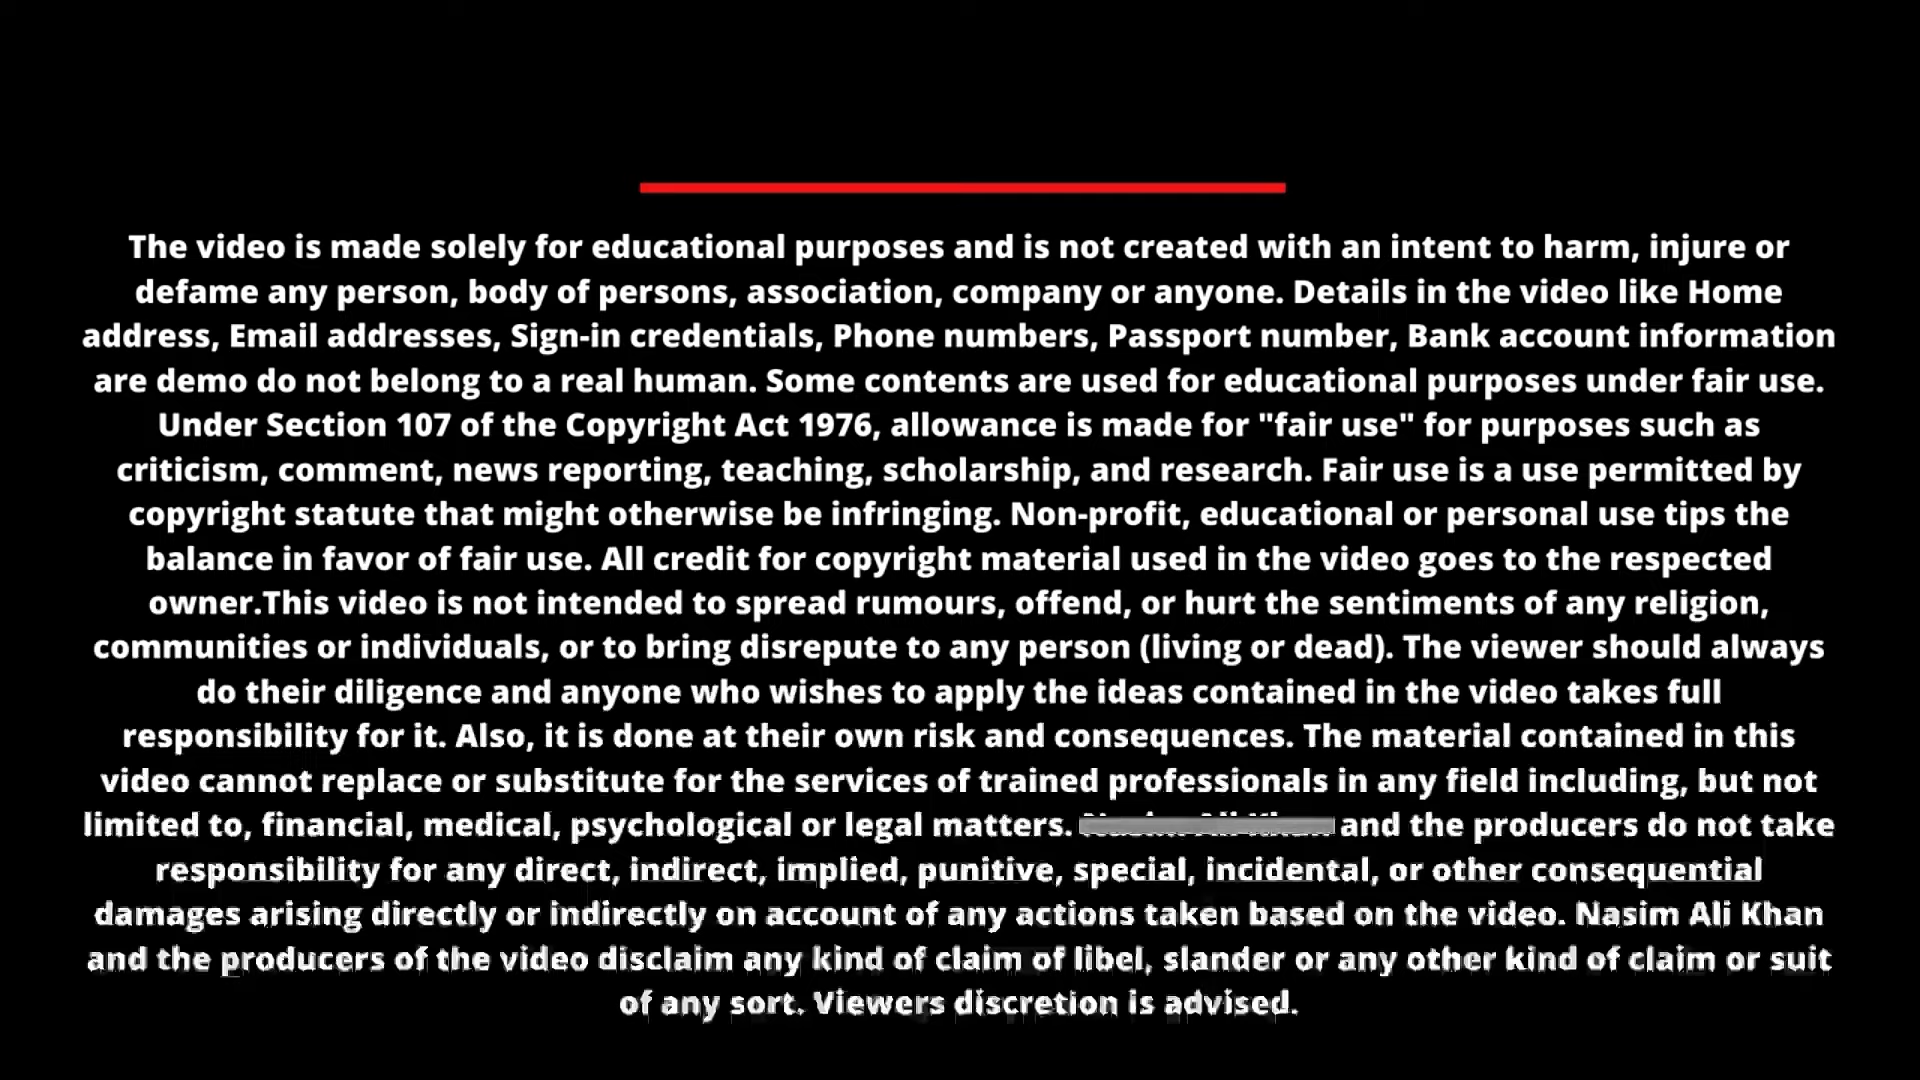 The video is made solely for educational purposes and is not created with an intent to harm, injure or
defame any person, body of persons, association, company or anyone. Details in the video like Home
address, Email addresses, Sign-in credentials, Phone numbers, Passport number, Bank account information
are demo do not belong to a real human. Some contents are used for educational purposes under fair use.
Under Section 107 of the Copyright Act 1976, allowance is made for "fair use" for purposes such as
criticism, comment, news reporting, teaching, scholarship, and research. Fair use is a use permitted by
copyright statute that might otherwise be infringing. Non-profit, educational or personal use tips the
balance in favor of fair use. All credit for copyright material used in the video goes to the respected
owner.This video is not intended to spread rumours, offend, or hurt the sentiments of any religion,
communities or individuals, or to bring disrepute to any person (living or dead). The viewer should always
do their diligence and anyone who wishes to apply the ideas contained in the video takes full
responsibility for it. Also, it is done at their own risk and consequences. The material contained in this
video cannot replace or substitute for the services of trained professionals in any field including, but not
limited to, financial, medical, psychological or legal matters. and the producers do not take
responsibility for any direct, indirect, implied, punitive, special, incidental, or other consequential
damages arising directly or indirectly on account of any actions taken based on the video. Nasim Ali Khan
and the producers of the video disclaim any kind of claim of libel, slander or any other kind of claim or suit
of any sort. Viewers discretion is advised.